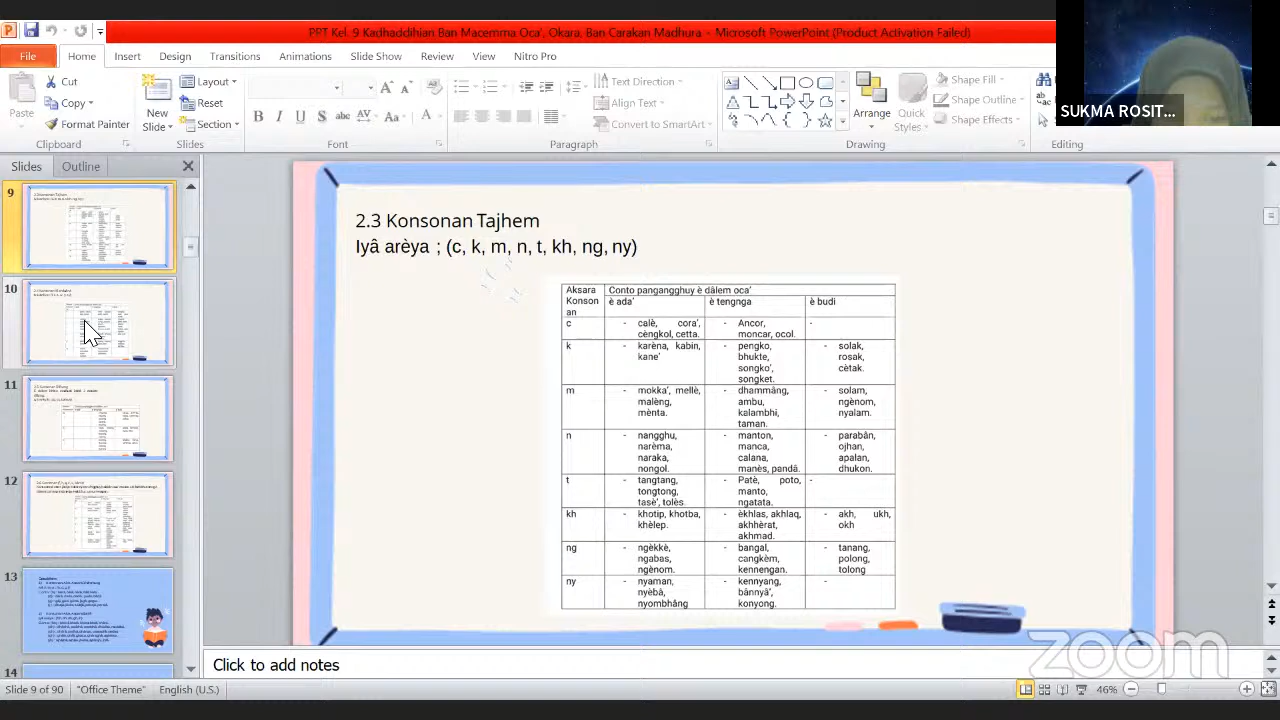 PPT Kel. 9 Kadhaddhihan Ban Macemma Oca', Okara, Ban Carakan Madhura - Microsoft PowerPoint (Product Activation Failed)
File Home Insert Design Transitions Animations Slide Show Review View Nitro Pro
Cut
Copy
Format Painter
Paste
Clipboard
New
Slide
Layout
Reset
Section
Slides
Font
Text Direction
Align Text
Convert to SmartArt
Paragraph
Arrange
Quick
Styles
Shape Fill
Shape Outline
Shape Effects
Drawing
Editing
SUKMA ROSIT...
Slides Outline
9
10
11
12
13
14
2.3 Konsonan Tajhem
Iyâ arèya ; (c, k, m, n, t, kh, ng, ny)
Aksara
Konson
an
Conto pangangghuy è dâlem oca'
è ada' è tengnga è budi
c - calè, cora', - Ancor, -
cèngkol, cetta. moncar, ocol.
k - karèna, kabin, - pengko, - solak,
kane' bhukte, rosak,
songko', cètak.
songket.
m - mokka', mellè, - dhammâng, - solam,
malèng, ambu, ngènom,
mènta. kalambhi, nyalam.
taman.
n - nangghu, - manton, - parabân,
narèma, manca, ojhan,
naraka, calana, apalan,
nongol. manès, pandâ. dhukon.
t - tangtang, - Patè, poto, -
tongtong, manto,
tasè', tolès. ngatata.
kh - khotip, khotba, - èkhlas, akhlaq, - akh, ukh,
khèlep. akhhèrat, okh
akhmad.
ng - ngèkkè, - bangal, - tanang,
ngabas, cangkèm, polong,
ngènom. kennengan. tolong
ny - nyaman, - kennyang, -
nyèbâ, bânnyâ',
nyombhâng konyong.
Click to add notes
Slide 9 of 90 "Office Theme" English (U.S.) 46%
zoom